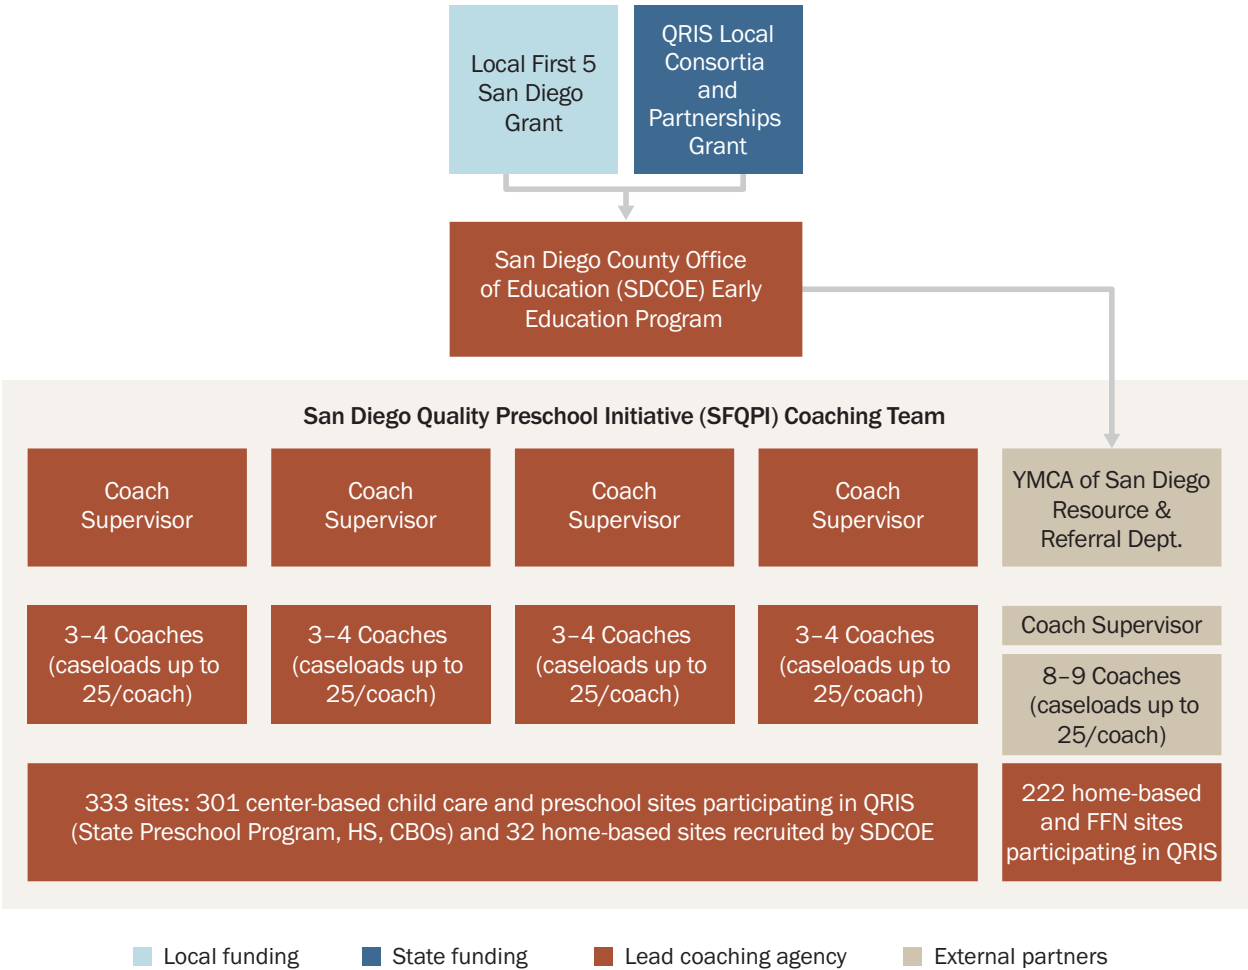 Local First 5
San Diego
Grant
QRIS Local
Consortia
and
Partnerships
Grant
San Diego County Office
of Education (SDCOE) Early
Education Program
San Diego Quality Preschool Initiative (SFQPI) Coaching Team
Coach
Supervisor
Coach
Supervisor
Coach
Supervisor
Coach
Supervisor
YMCA of San Diego
Resource &
Referral Dept.
3–4 Coaches
(caseloads up to
25/coach)
3–4 Coaches
(caseloads up to
25/coach)
3–4 Coaches
(caseloads up to
25/coach)
3–4 Coaches
(caseloads up to
25/coach)
Coach Supervisor
8–9 Coaches
(caseloads up to
25/coach)
333 sites: 301 center-based child care and preschool sites participating in QRIS
(State Preschool Program, HS, CBOs) and 32 home-based sites recruited by SDCOE
222 home-based
and FFN sites
participating in QRIS
Local funding
State funding
Lead coaching agency
External partners